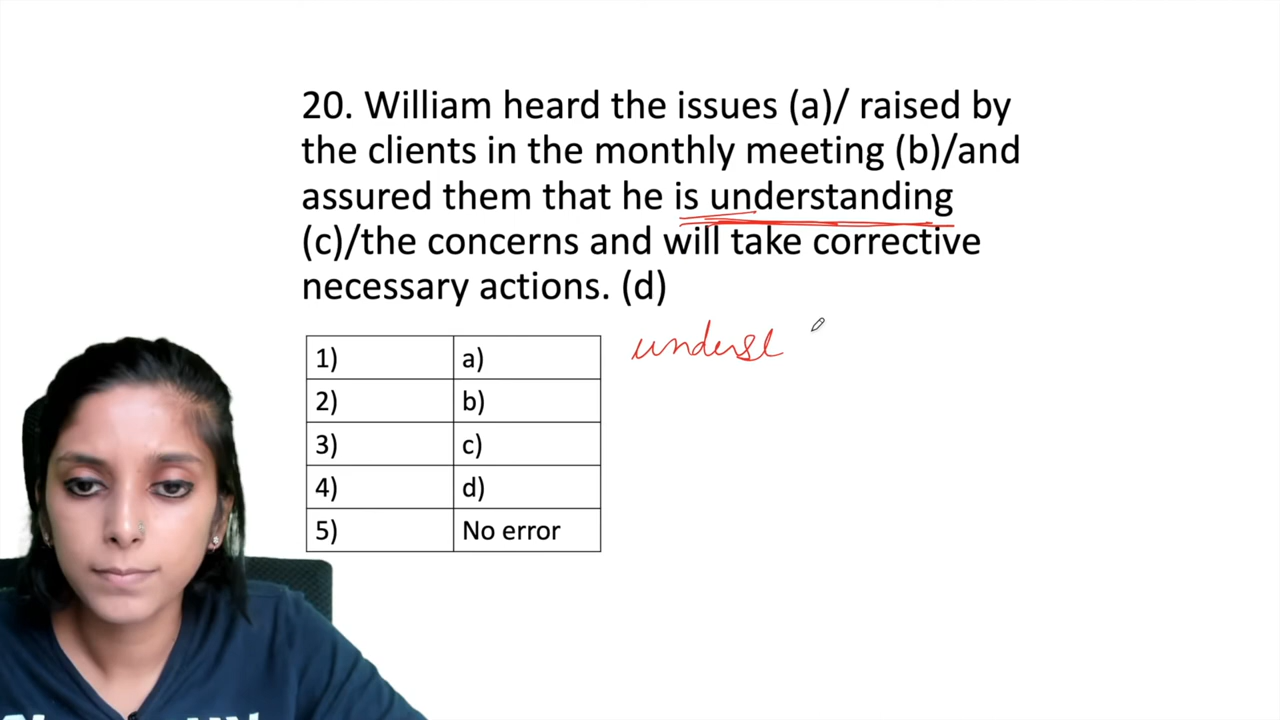 20. William heard the issues (a)/ raised by
the clients in the monthly meeting (b)/and
assured them that he is understanding
(c)/the concerns and will take corrective
necessary actions. (d)
underst
1) a)
2) b)
3) c)
4) d)
5) No error